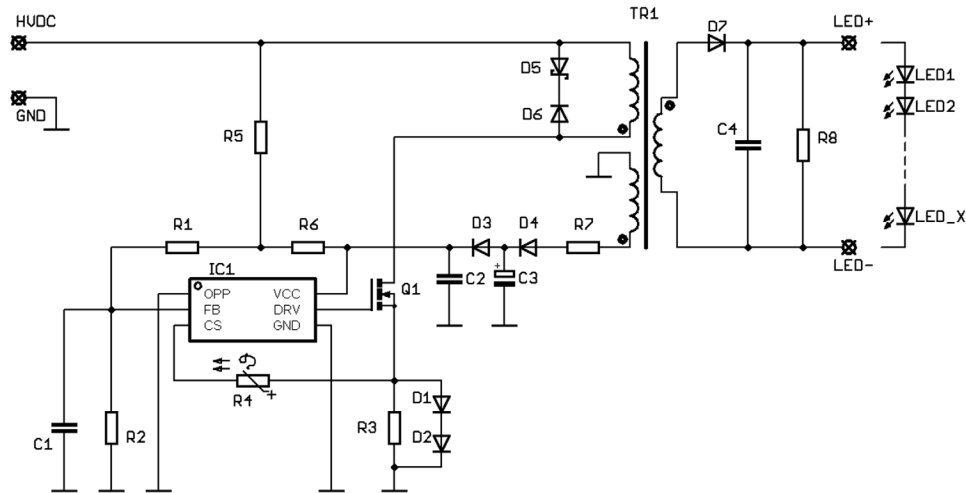 HVDC
TR1
D7
LED+
D5
LED1
GND
D6
LED2
R5
C4
R8
R1
R6
D3
D4
R7
LED_X
IC1
LED-
OPP
VCC
C2
+
C3
Q1
FB
DRV
CS
GND
R4
+
D1
C1
R2
R3
D2